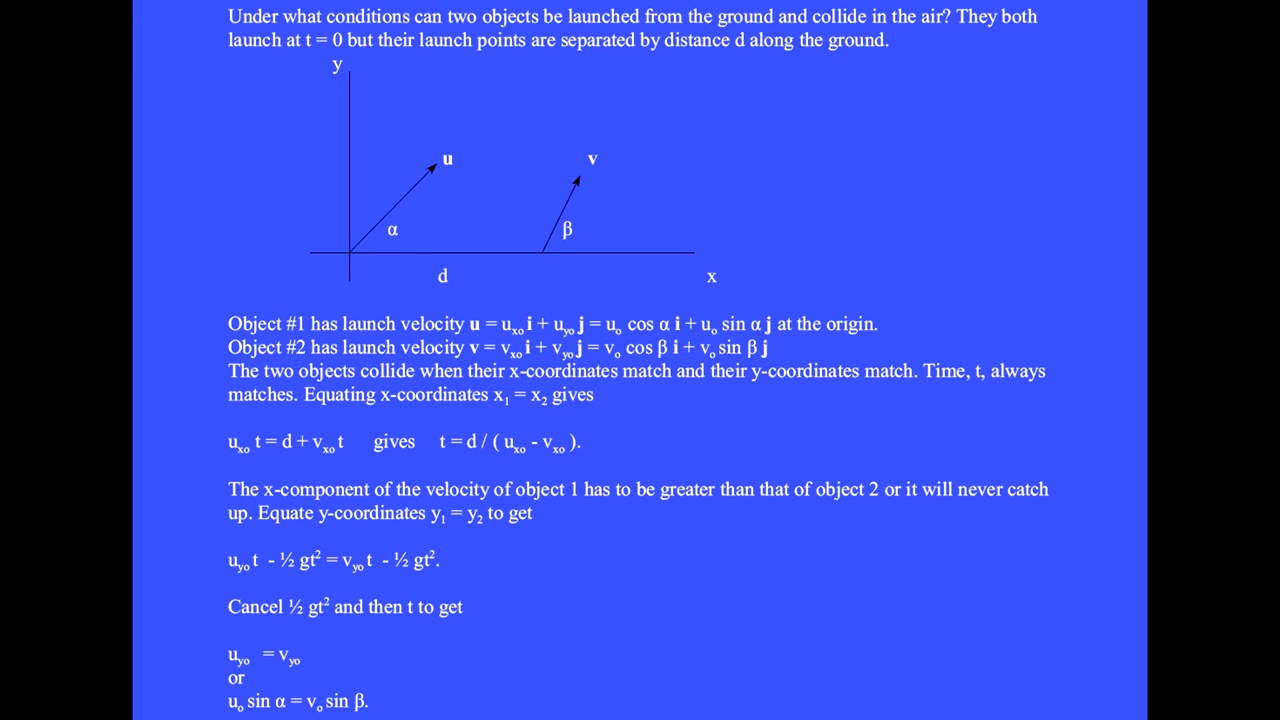 Under what conditions can two objects be launched from the ground and collide in the air? They both
launch at t = 0 but their launch points are separated by distance d along the ground.
y
u
v
α
β
d
x
Object #1 has launch velocity u = uₓₒ i + uyₒ j = uₒ cos α i + uₒ sin α j at the origin.
Object #2 has launch velocity v = vₓₒ i + vyₒ j = vₒ cos β i + vₒ sin β j
The two objects collide when their x-coordinates match and their y-coordinates match. Time, t, always
matches. Equating x-coordinates x₁ = x₂ gives
uₓₒ t = d + vₓₒ t gives t = d / ( uₓₒ - vₓₒ ).
The x-component of the velocity of object 1 has to be greater than that of object 2 or it will never catch
up. Equate y-coordinates y₁ = y₂ to get
uyₒ t - ½ gt² = vyₒ t - ½ gt².
Cancel ½ gt² and then t to get
uyₒ = vyₒ
or
uₒ sin α = vₒ sin β.